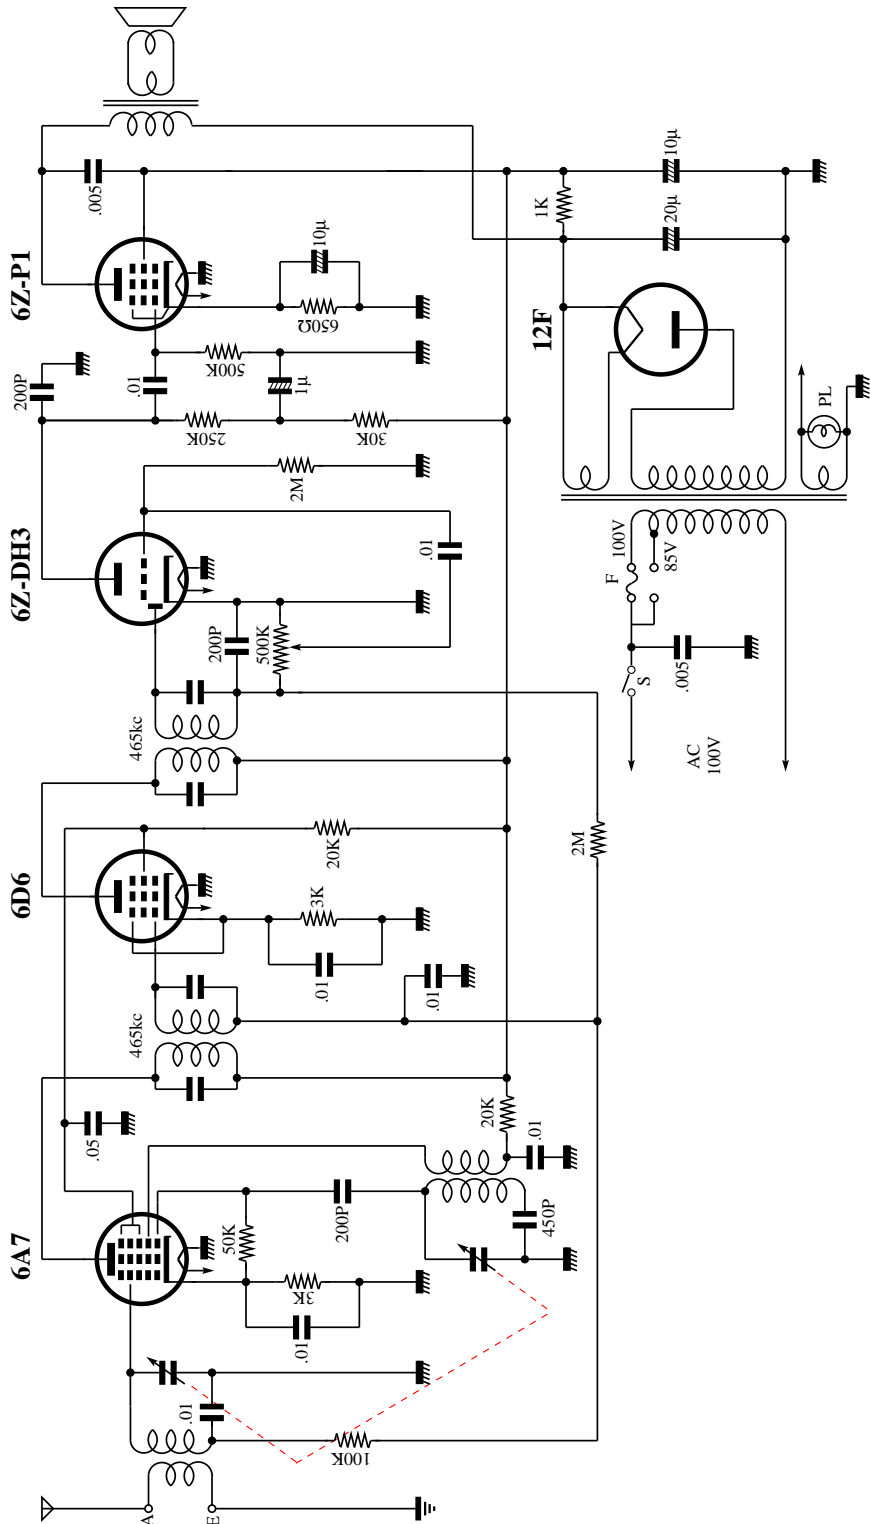 6A7
6D6
6Z-DH3
6Z-P1
12F
A
E
.01
100K
.01
3K
50K
200P
450P
.01
20K
.05
465kc
.01
3K
.01
20K
465kc
200P
500K
.01
2M
2M
200P
250K
30K
.01
500K
1μ
650Ω
10μ
.005
1K
20μ
10μ
PL
F
100V
85V
S
.005
AC
100V